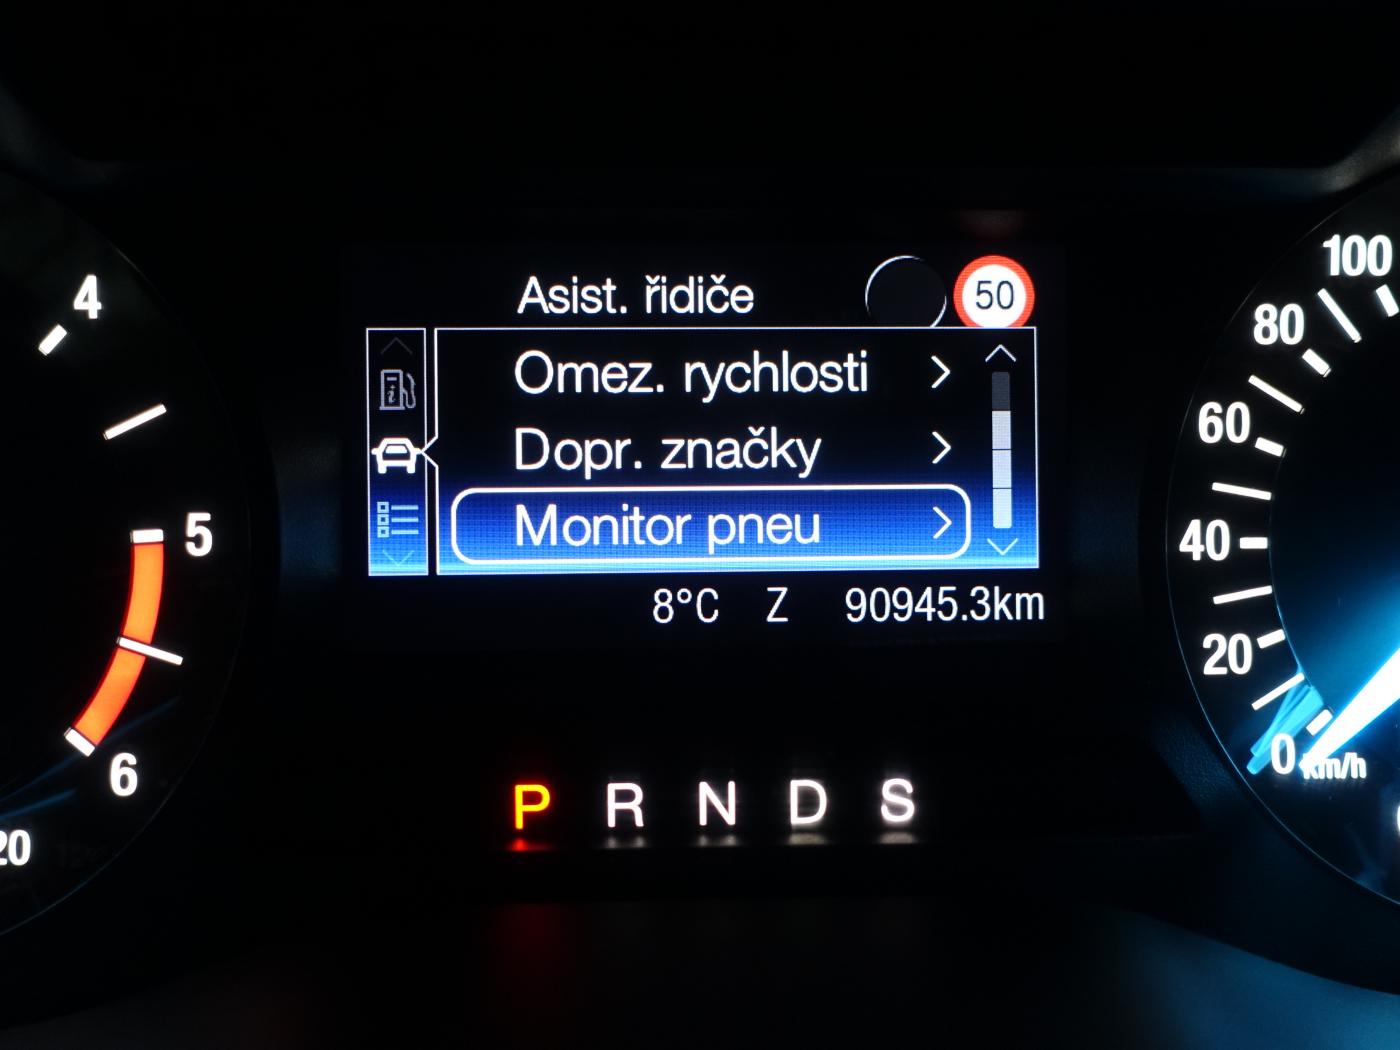 Asist. řidiče
50
Omez. rychlosti
Dopr. značky
Monitor pneu
8°C Z 90945.3km
P R N D S
4
5
6
20
100
80
60
40
20
0
km/h